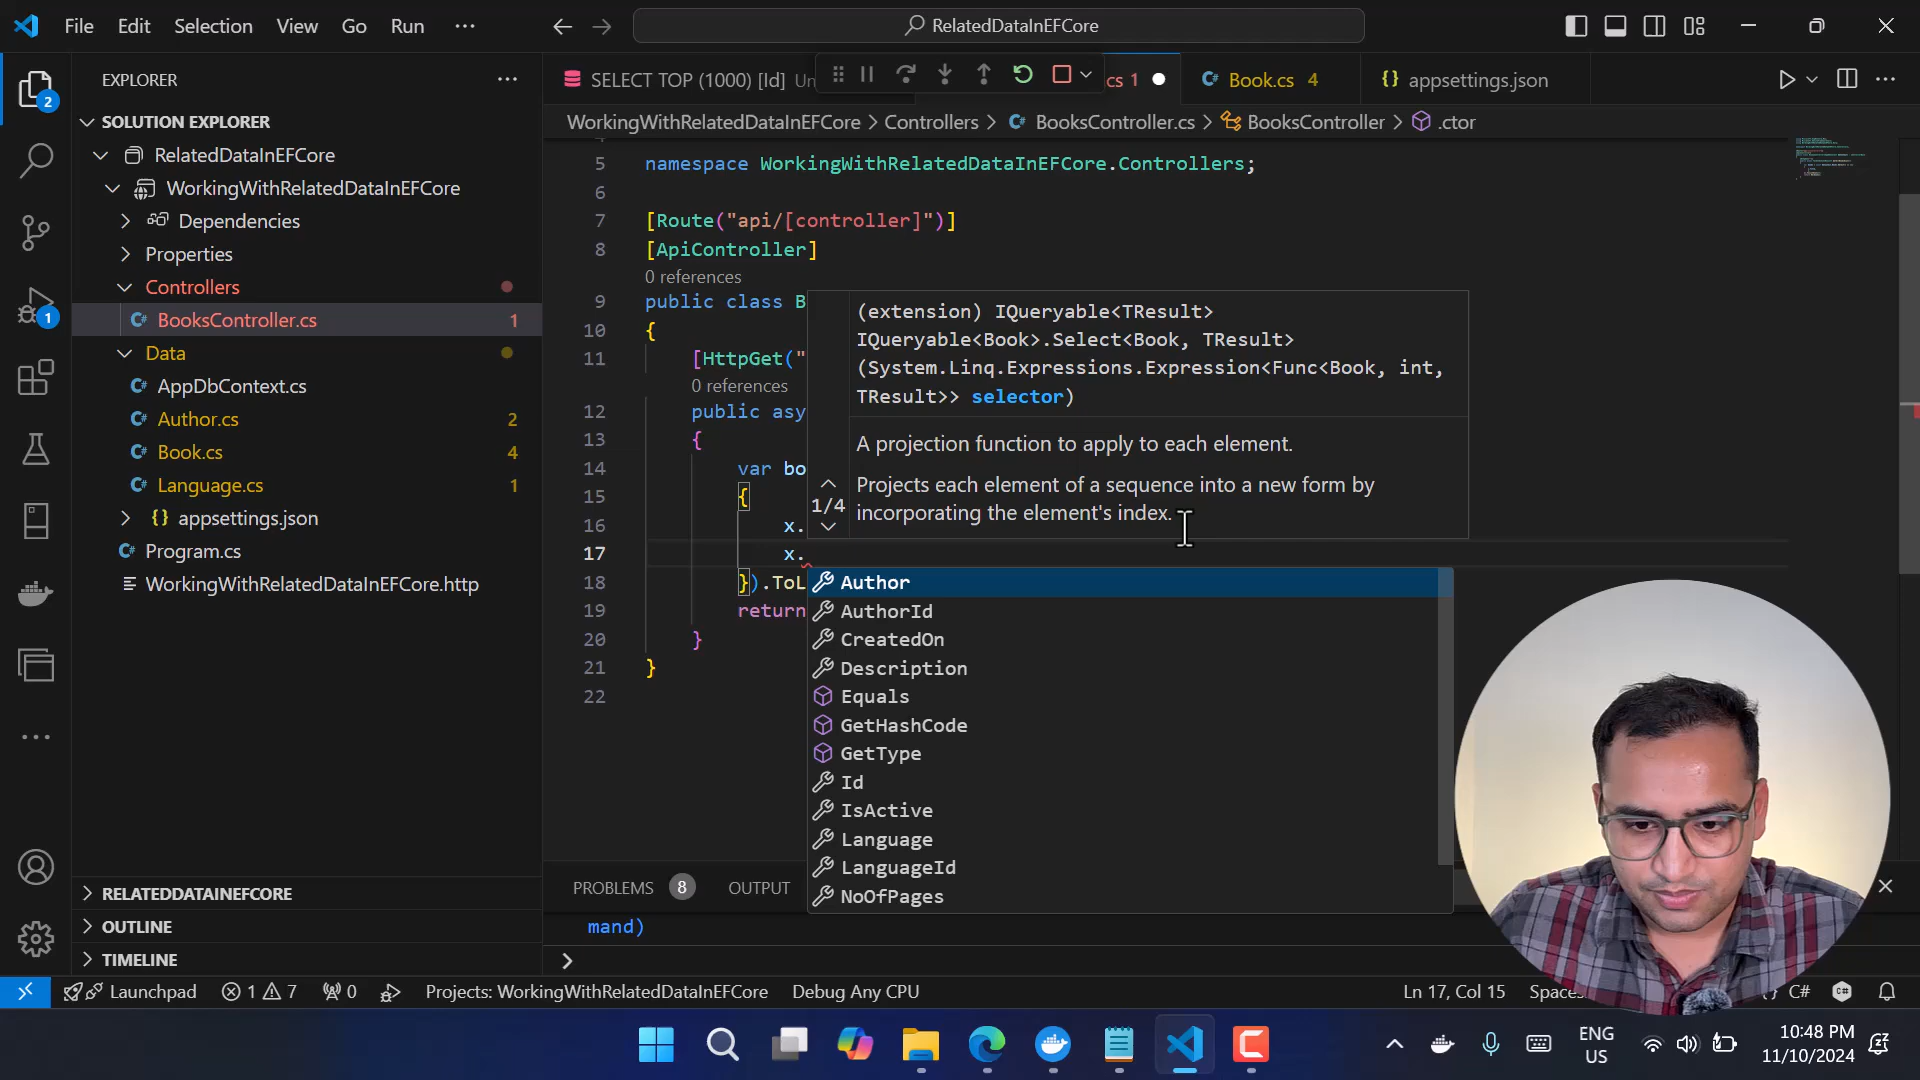 File Edit Selection View Go Run ···
RelatedDataInEFCore
EXPLORER
SOLUTION EXPLORER
RelatedDataInEFCore
WorkingWithRelatedDataInEFCore
Dependencies
Properties
Controllers
BooksController.cs 1
Data
AppDbContext.cs
Author.cs 2
Book.cs 4
Language.cs 1
appsettings.json
Program.cs
WorkingWithRelatedDataInEFCore.http
RELATEDDATAINEFCORE
OUTLINE
TIMELINE
2
1
SELECT TOP (1000) [Id] Un
cs 1
Book.cs 4
appsettings.json
WorkingWithRelatedDataInEFCore > Controllers > BooksController.cs > BooksController > .ctor
5 namespace WorkingWithRelatedDataInEFCore.Controllers;
6
7 [Route("api/[controller]")]
8 [ApiController]
0 references
9 public class B
10 {
11 [HttpGet("
0 references
12 public asy
13 {
14 var bo
15 {
16 x.
17 x.
18 }).ToL
19 return
20 }
21 }
22
(extension) IQueryable<TResult>
IQueryable<Book>.Select<Book, TResult>
(System.Linq.Expressions.Expression<Func<Book, int,
TResult>> selector)
A projection function to apply to each element.
Projects each element of a sequence into a new form by
incorporating the element's index.
1/4
Author
AuthorId
CreatedOn
Description
Equals
GetHashCode
GetType
Id
IsActive
Language
LanguageId
NoOfPages
PROBLEMS 8 OUTPUT
mand)
Launchpad 1 7 0 Projects: WorkingWithRelatedDataInEFCore Debug Any CPU
Ln 17, Col 15 Spaces C#
ENG
US
10:48 PM
11/10/2024